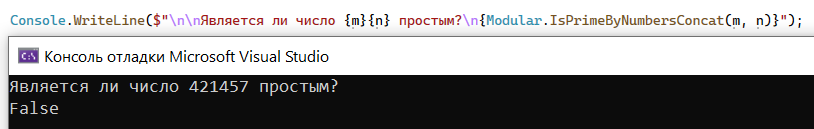 Console.WriteLine($"\n\nЯвляется ли число {m}{n} простым?\n{Modular.IsPrimeByNumbersConcat(m, n)}");
Консоль отладки Microsoft Visual Studio
Является ли число 421457 простым?
False